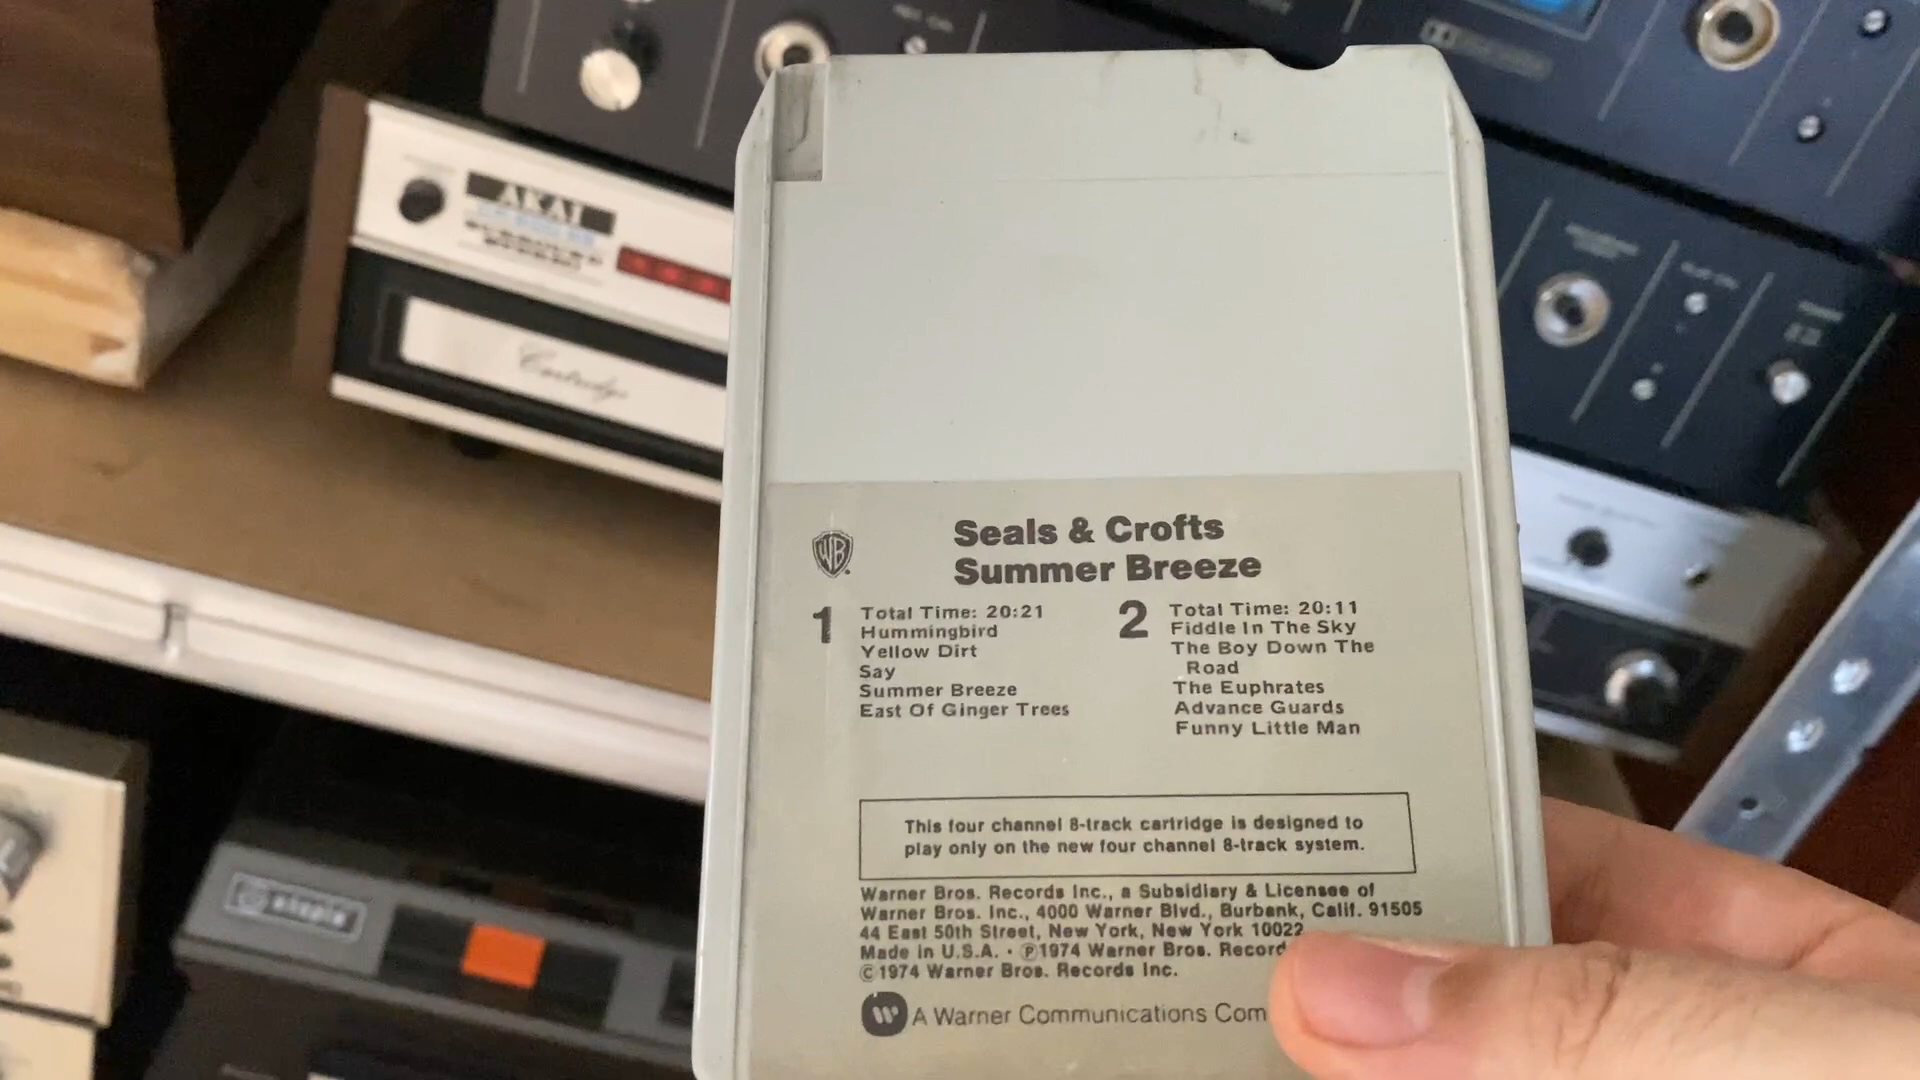 AKAI
Cartridge
Seals & Crofts
Summer Breeze
WB
1
Total Time: 20:21
Hummingbird
Yellow Dirt
Say
Summer Breeze
East Of Ginger Trees
2
Total Time: 20:11
Fiddle In The Sky
The Boy Down The
Road
The Euphrates
Advance Guards
Funny Little Man
This four channel 8-track cartridge is designed to
play only on the new four channel 8-track system.
Warner Bros. Records Inc., a Subsidiary & Licensee of
Warner Bros. Inc., 4000 Warner Blvd., Burbank, Calif. 91505
44 East 50th Street, New York, New York 10022
Made in U.S.A. • ℗1974 Warner Bros. Record
©1974 Warner Bros. Records Inc.
A Warner Communications Com